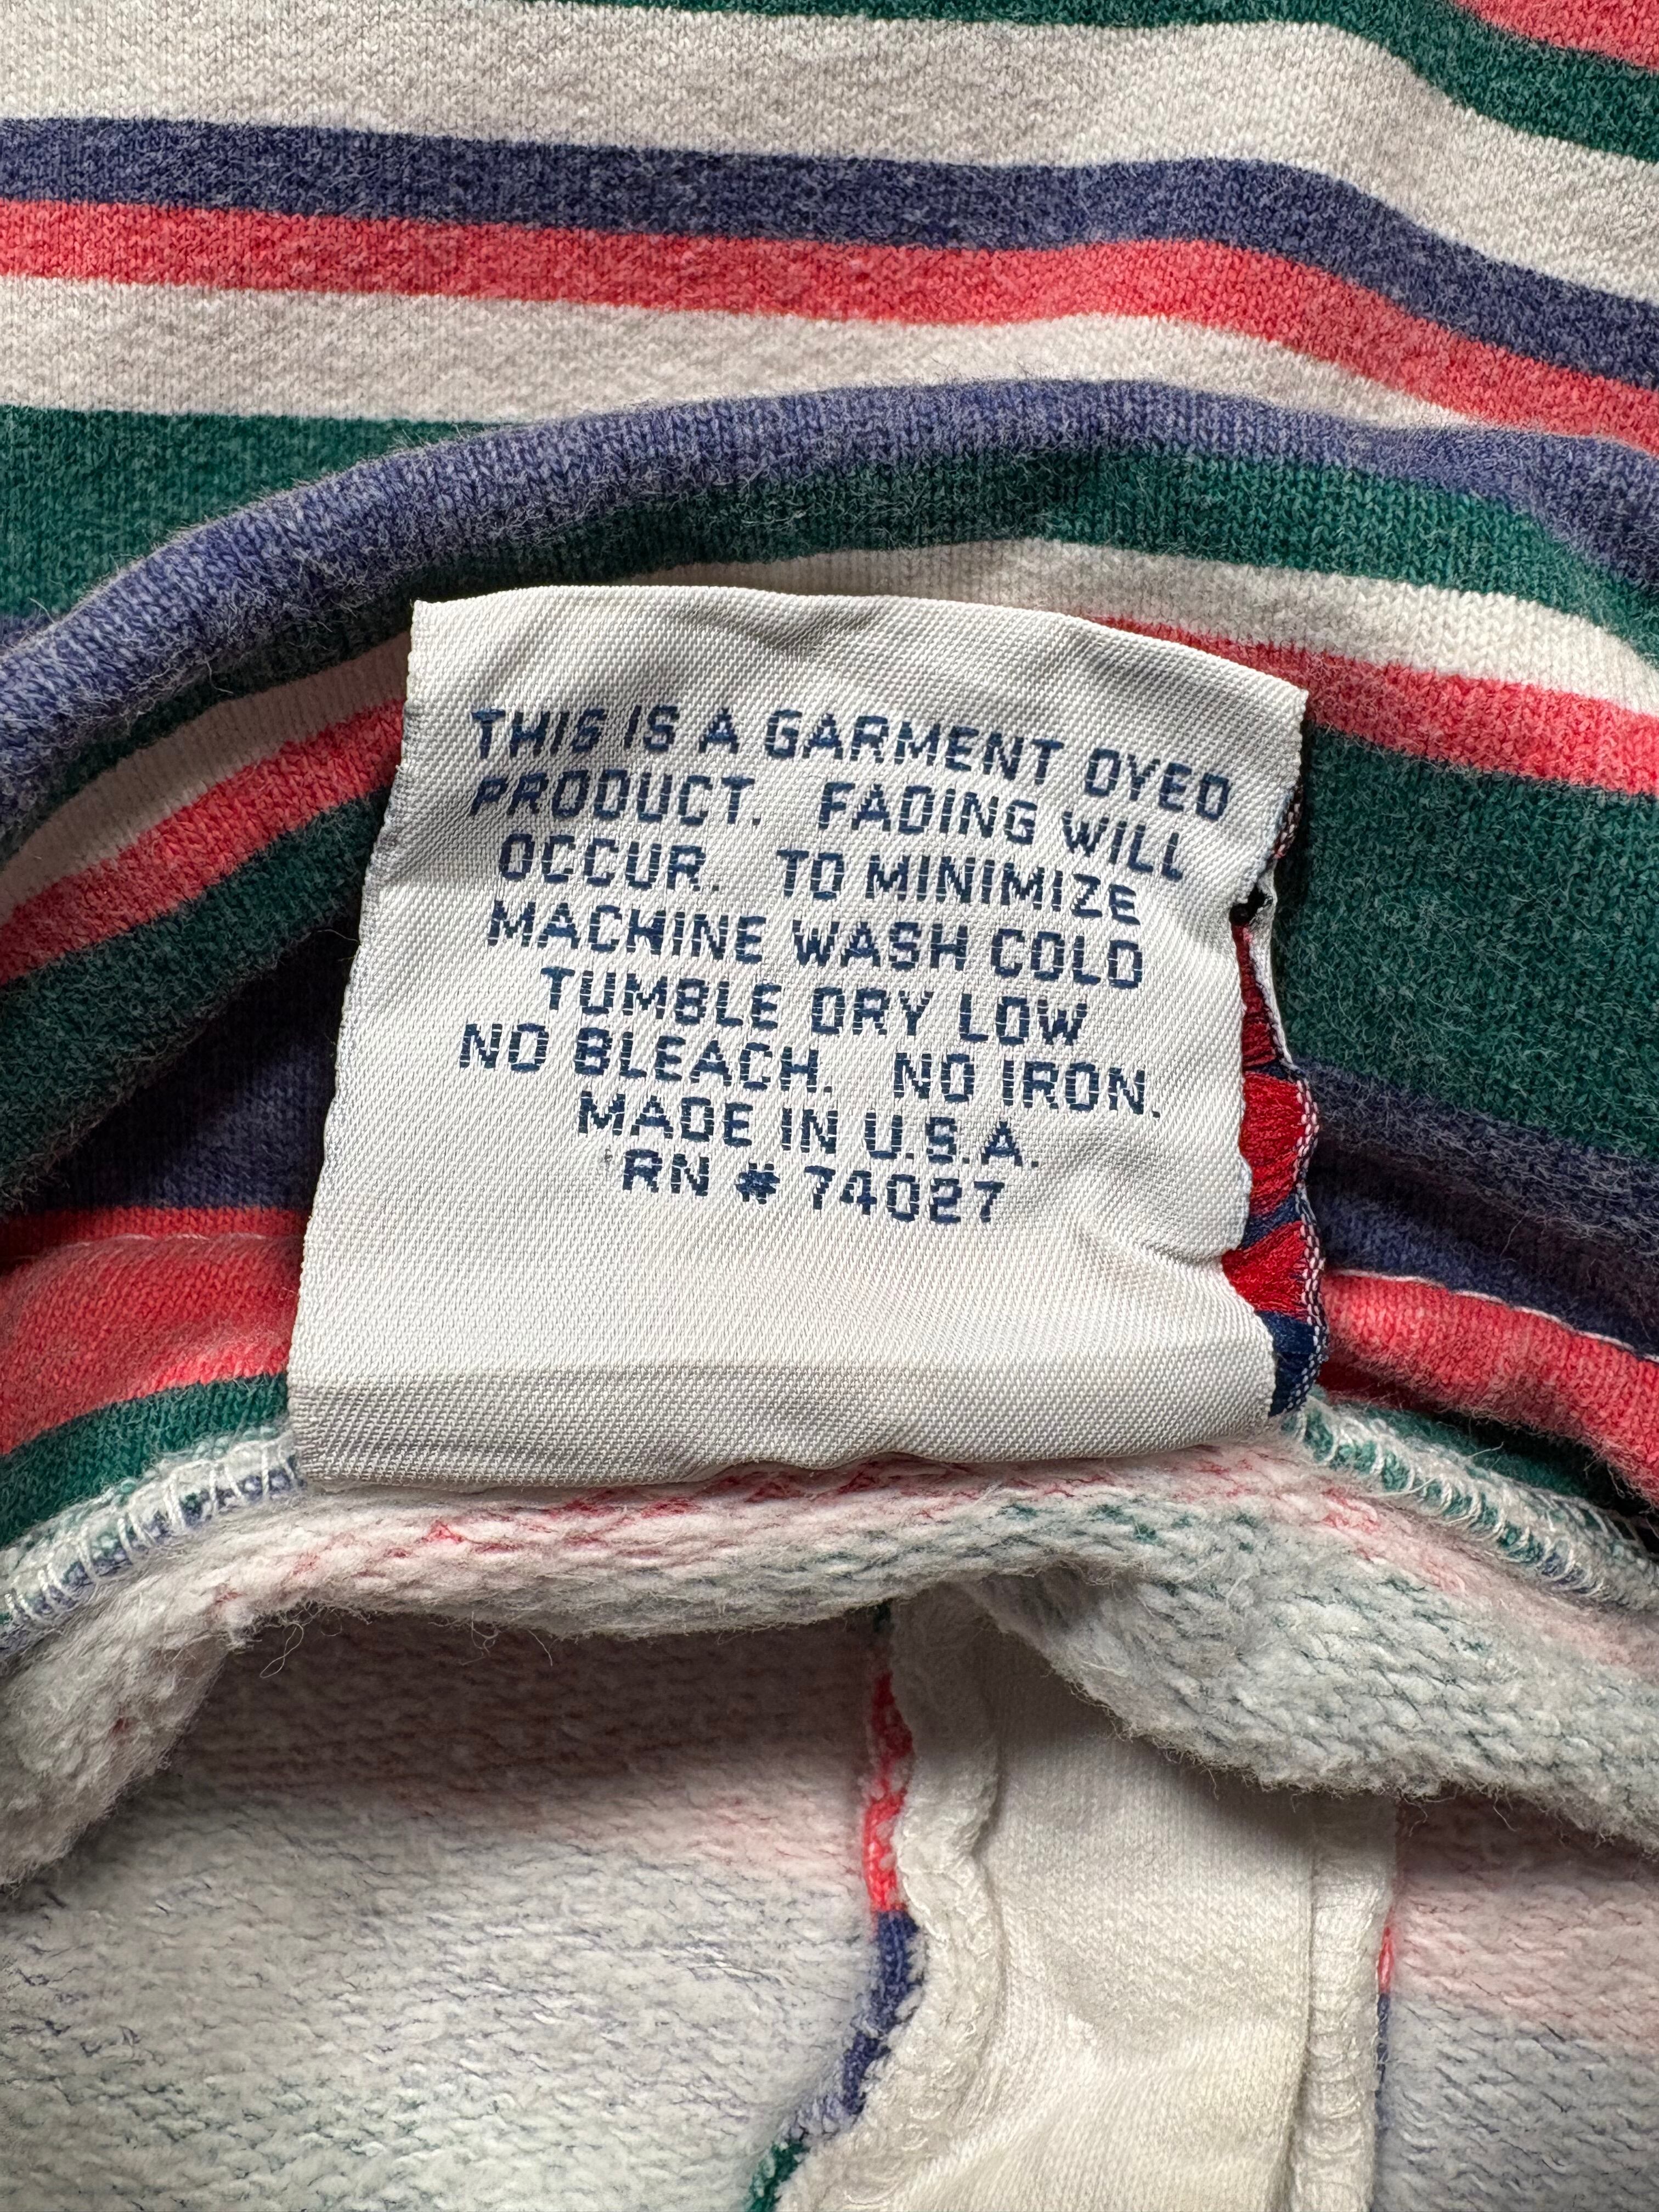 THIS IS A GARMENT DYED
PRODUCT. FADING WILL
OCCUR. TO MINIMIZE
MACHINE WASH COLD
TUMBLE DRY LOW
NO BLEACH. NO IRON.
MADE IN U.S.A.
RN # 74027